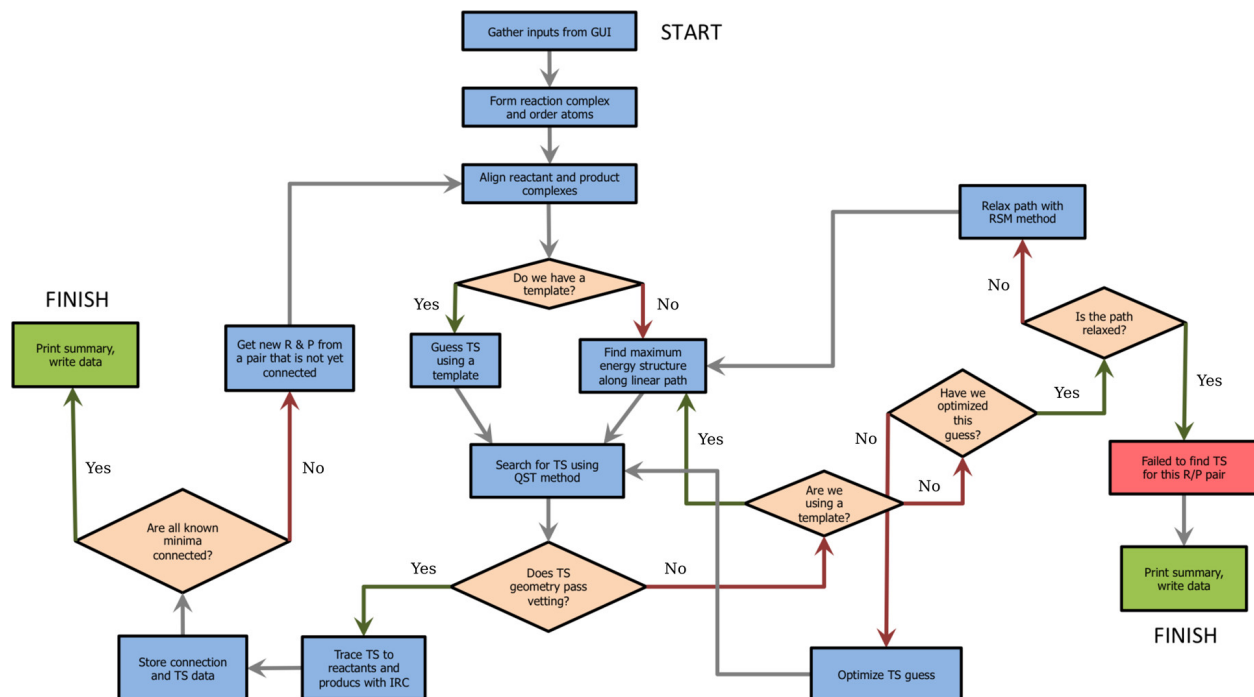 Gather inputs from GUI
START
Form reaction complex
and order atoms
Align reactant and product
complexes
Relax path with
RSM method
Do we have a
template?
Yes
No
No
FINISH
Is the path
relaxed?
Print summary,
write data
Get new R & P from
a pair that is not yet
connected
Guess TS
using a
template
Find maximum
energy structure
along linear path
Yes
Have we
optimized
this
guess?
Yes
Yes
No
Yes
No
Search for TS using
QST method
Failed to find TS
for this R/P pair
Are we
using a
template?
No
Are all known
minima
connected?
Yes
Does TS
geometry pass
vetting?
No
Print summary,
write data
FINISH
Store connection
and TS data
Trace TS to
reactants and
producs with IRC
Optimize TS guess